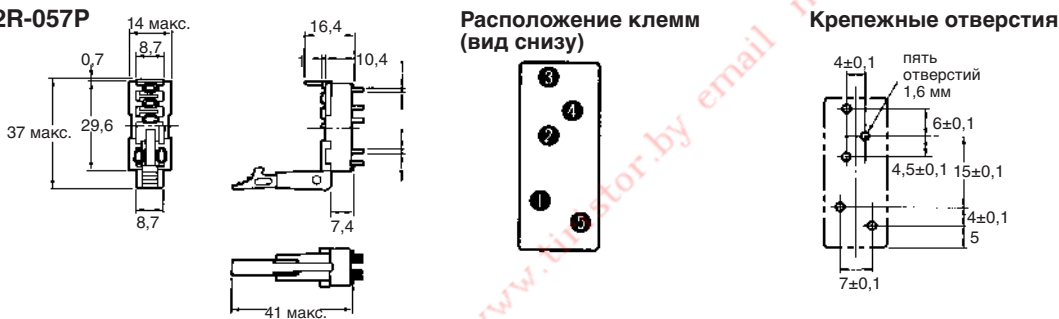 2R-057P
14 макс.
8,7
0,7
37 макс.
29,6
8,7
16,4
1
10,4
7,4
41 макс.
Расположение клемм
(вид снизу)
3
4
2
1
5
Крепежные отверстия
4±0,1
пять
отверстий
1,6 мм
6±0,1
4,5±0,1
15±0,1
4±0,1
5
7±0,1
www.tiristor.by email